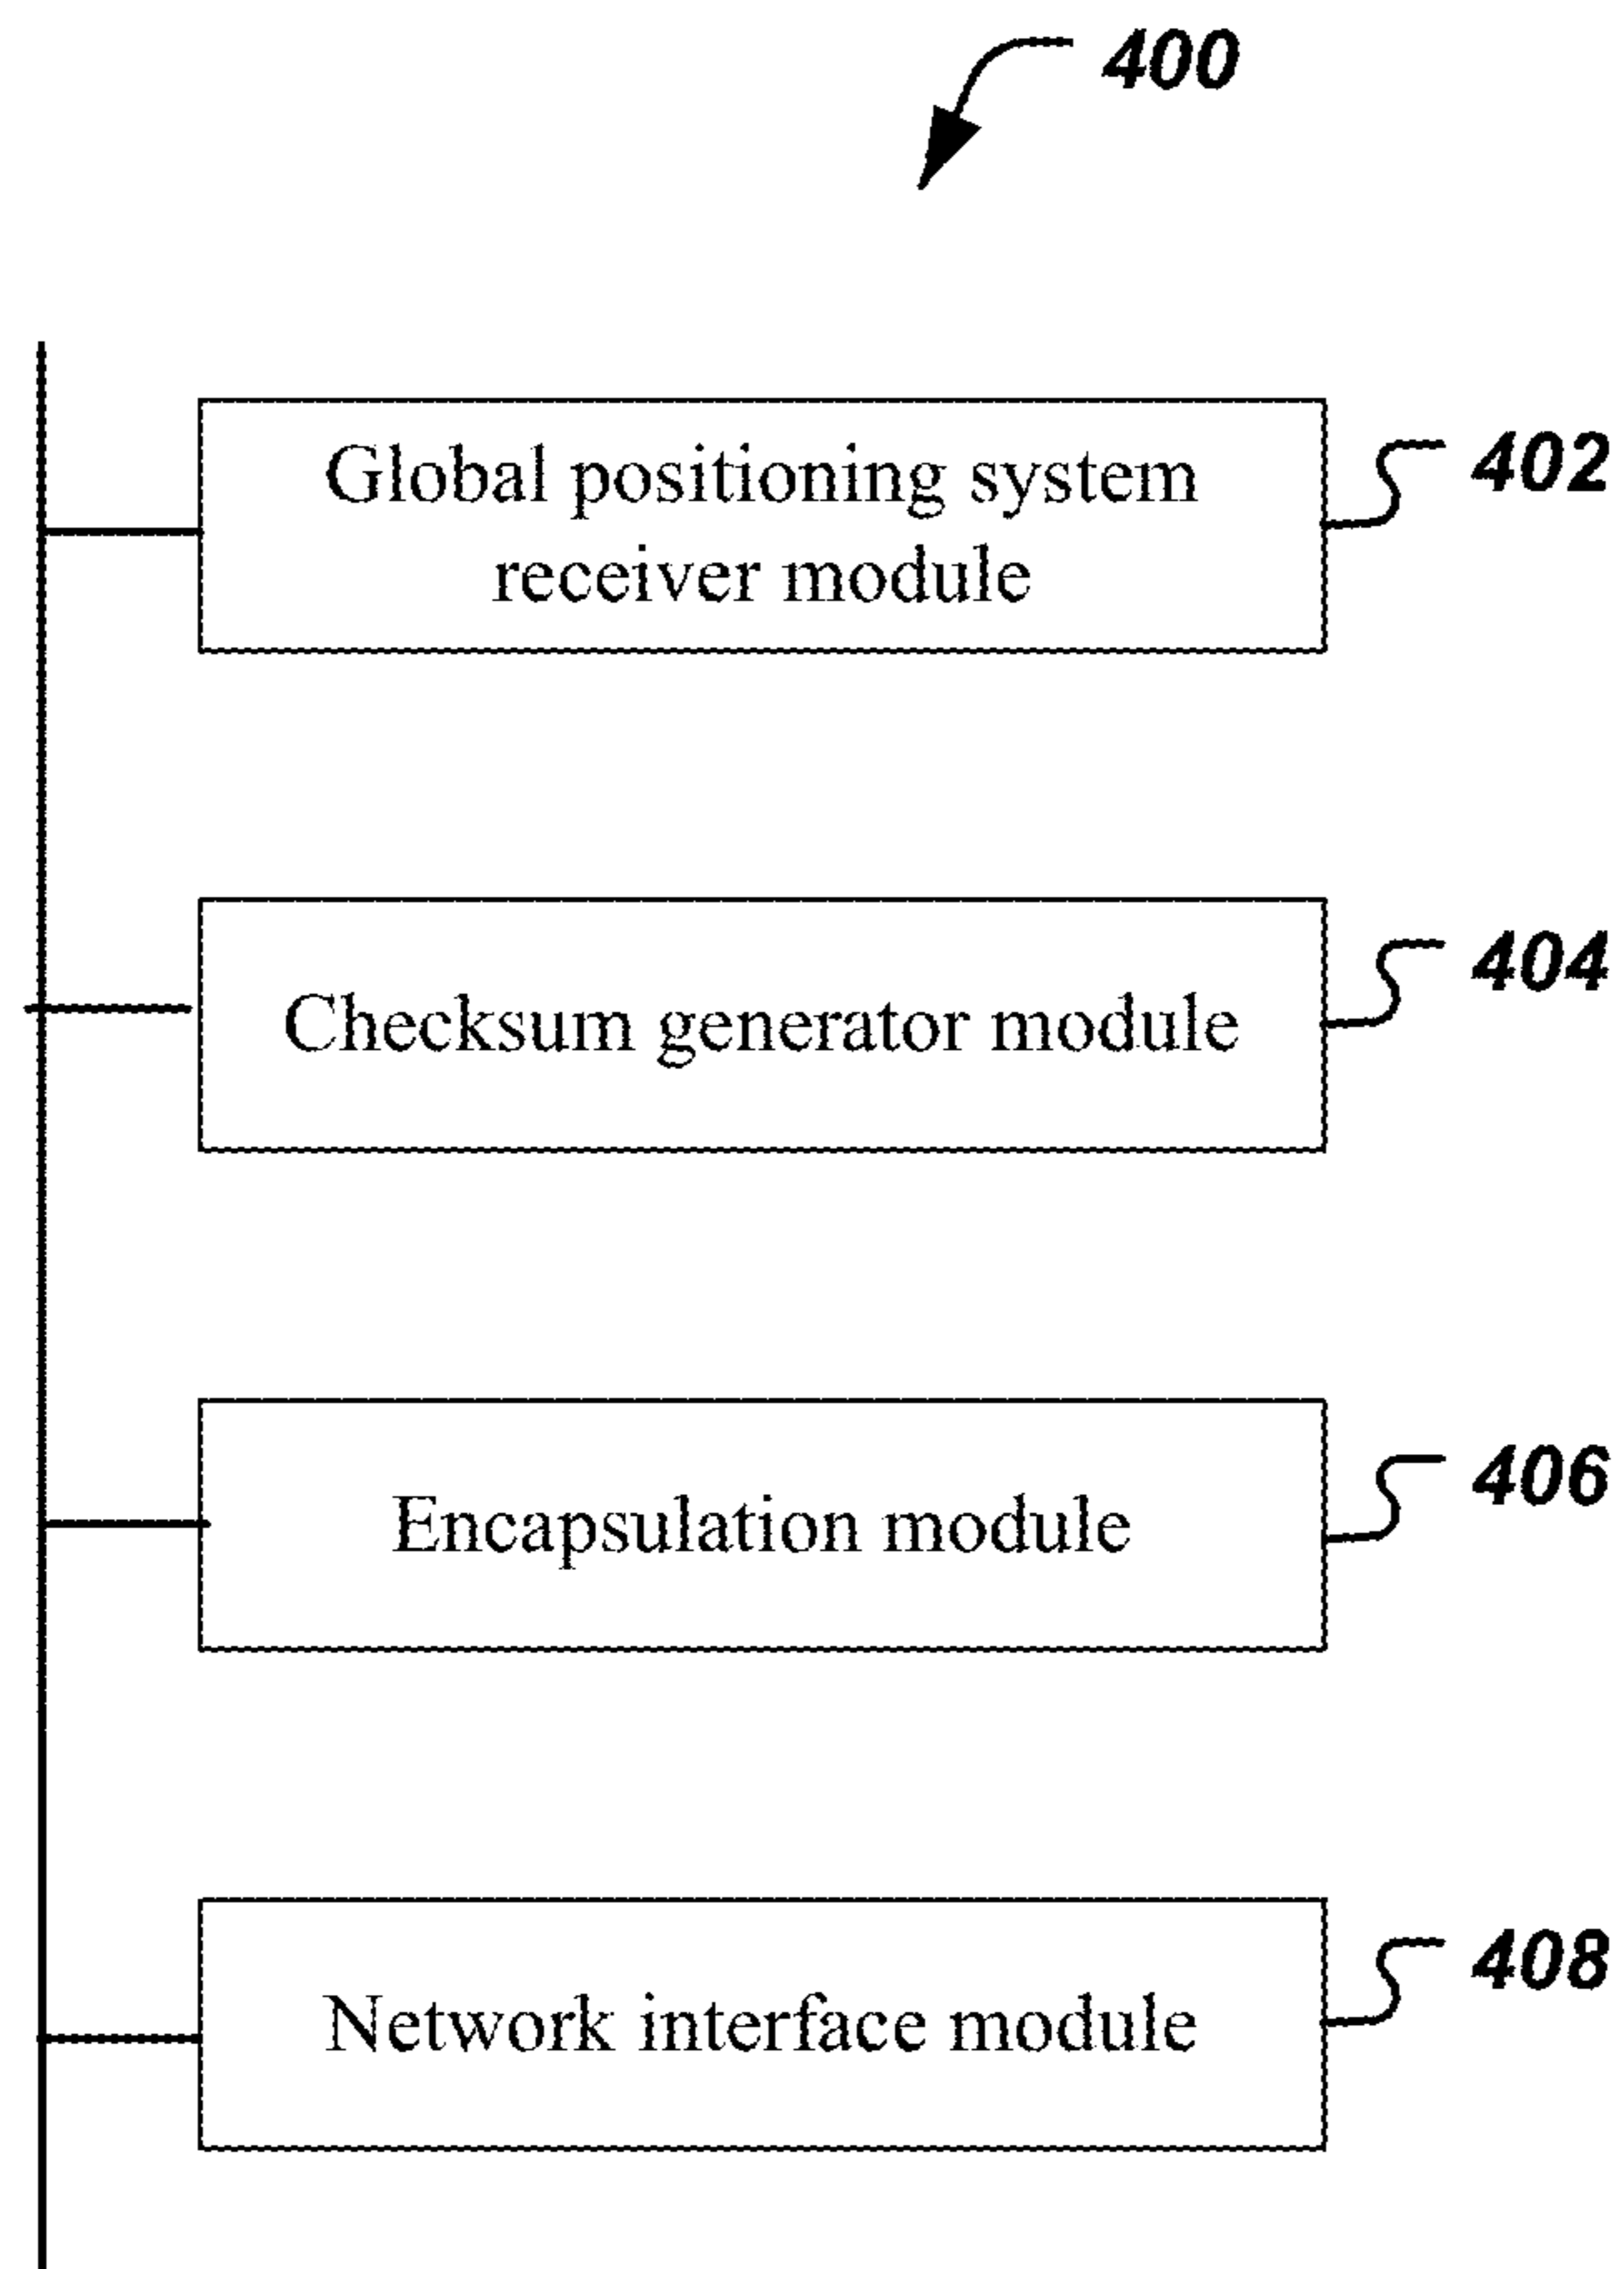 400
Global positioning system
receiver module
402
Checksum generator module
404
Encapsulation module
406
Network interface module
408